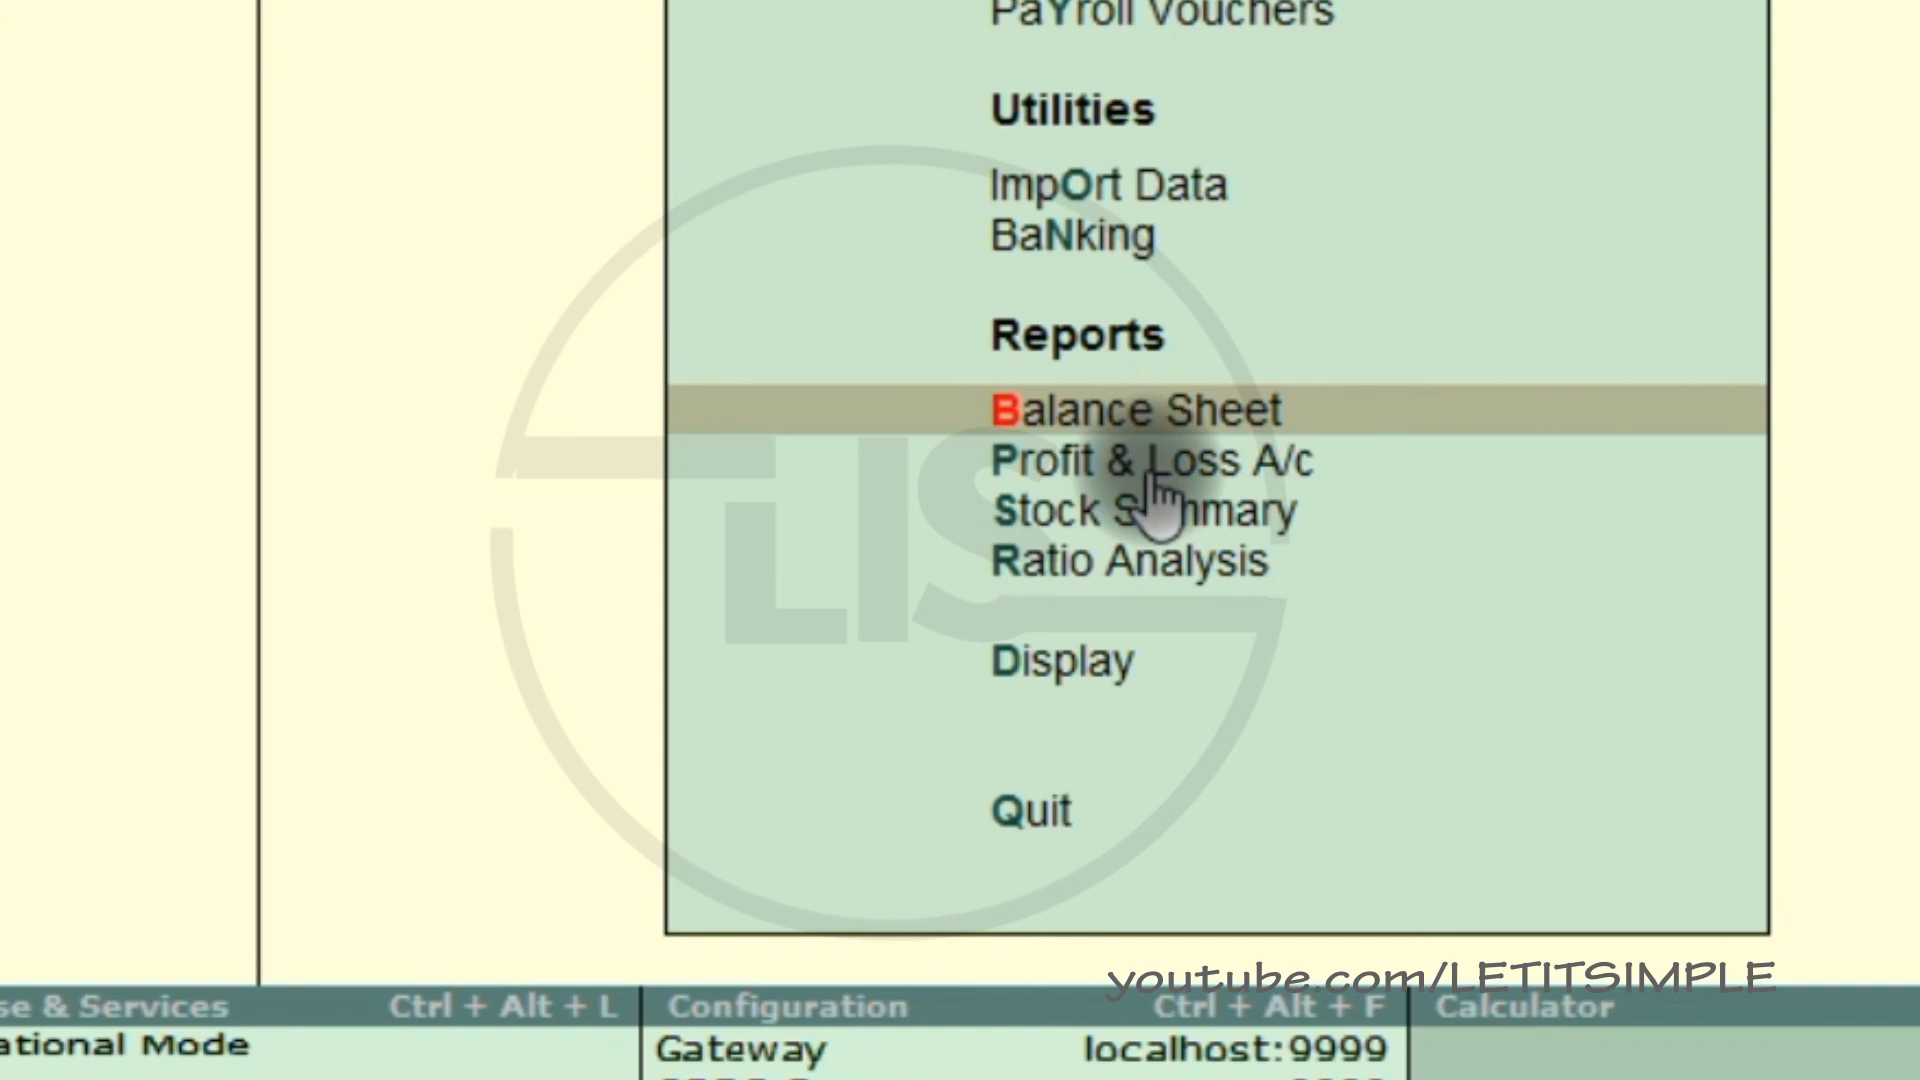 PaYroll Vouchers
Utilities
ImpOrt Data
BaNking
Reports
Balance Sheet
Profit & Loss A/c
Stock Summary
Ratio Analysis
LIS
Display
Quit
youtube.com/LETITSIMPLE
se & Services Ctrl + Alt + L Configuration Ctrl + Alt + F Calculator
ational Mode Gateway localhost:9999